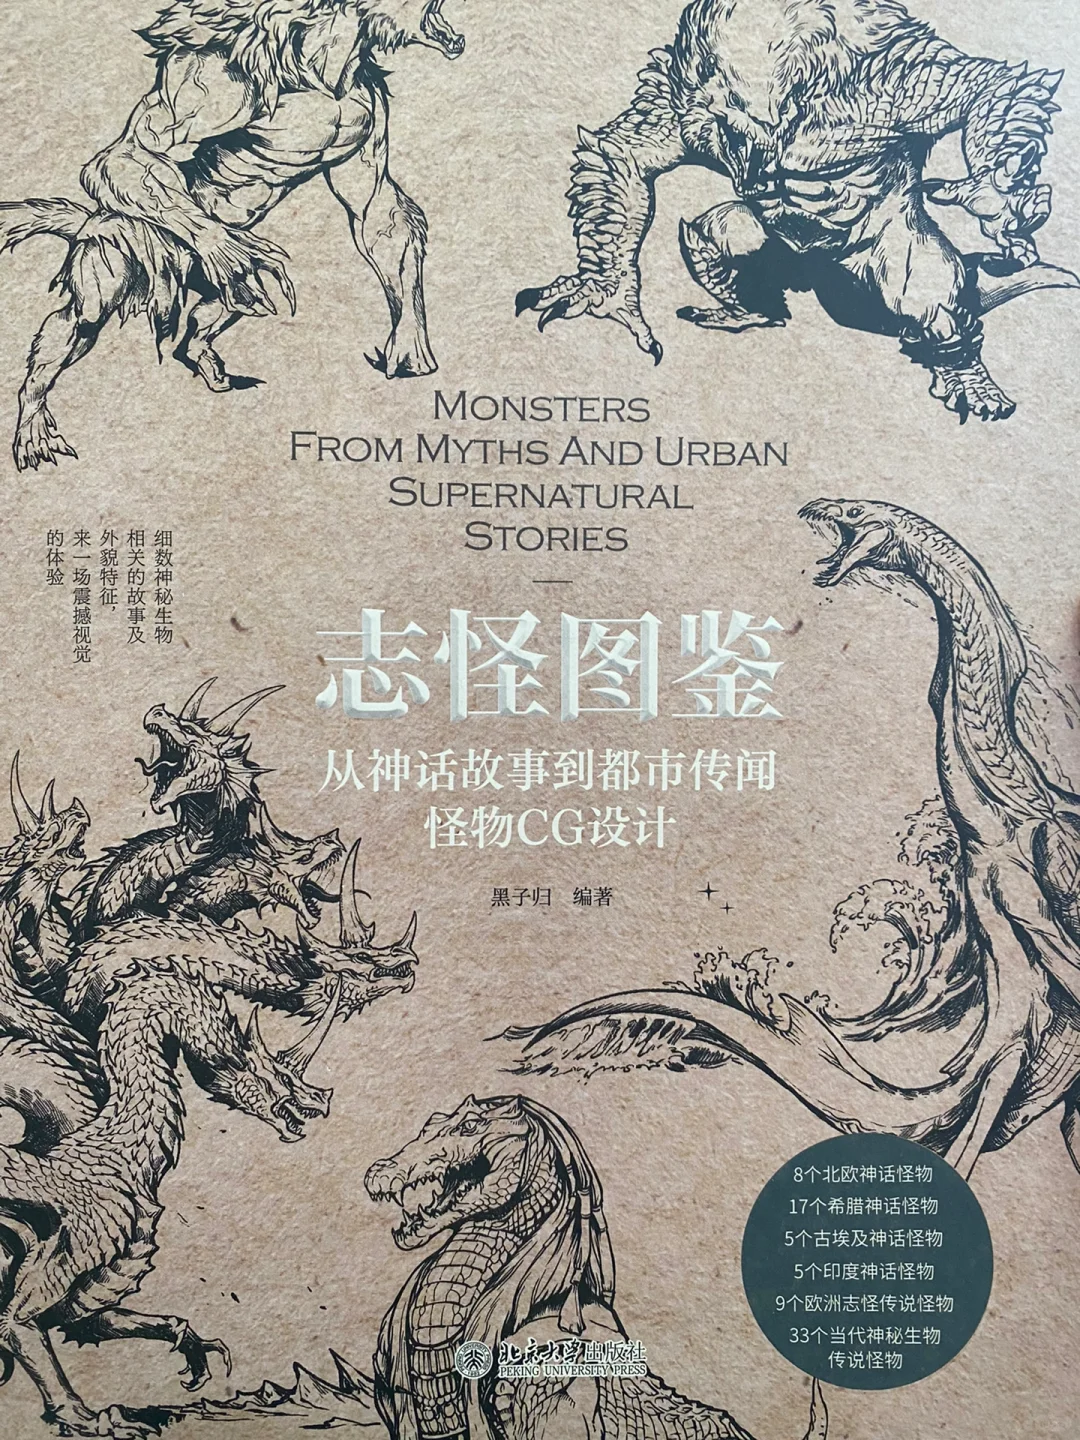 MONSTERS
FROM MYTHS AND URBAN
SUPERNATURAL
STORIES
细数神秘生物
相关的故事及
外貌特征，
来一场震撼视觉
的体验
志怪图鉴
从神话故事到都市传闻
怪物CG设计
黑子归 编著
8个北欧神话怪物
17个希腊神话怪物
5个古埃及神话怪物
5个印度神话怪物
9个欧洲志怪传说怪物
33个当代神秘生物
传说怪物
北京大学出版社
PEKING UNIVERSITY PRESS